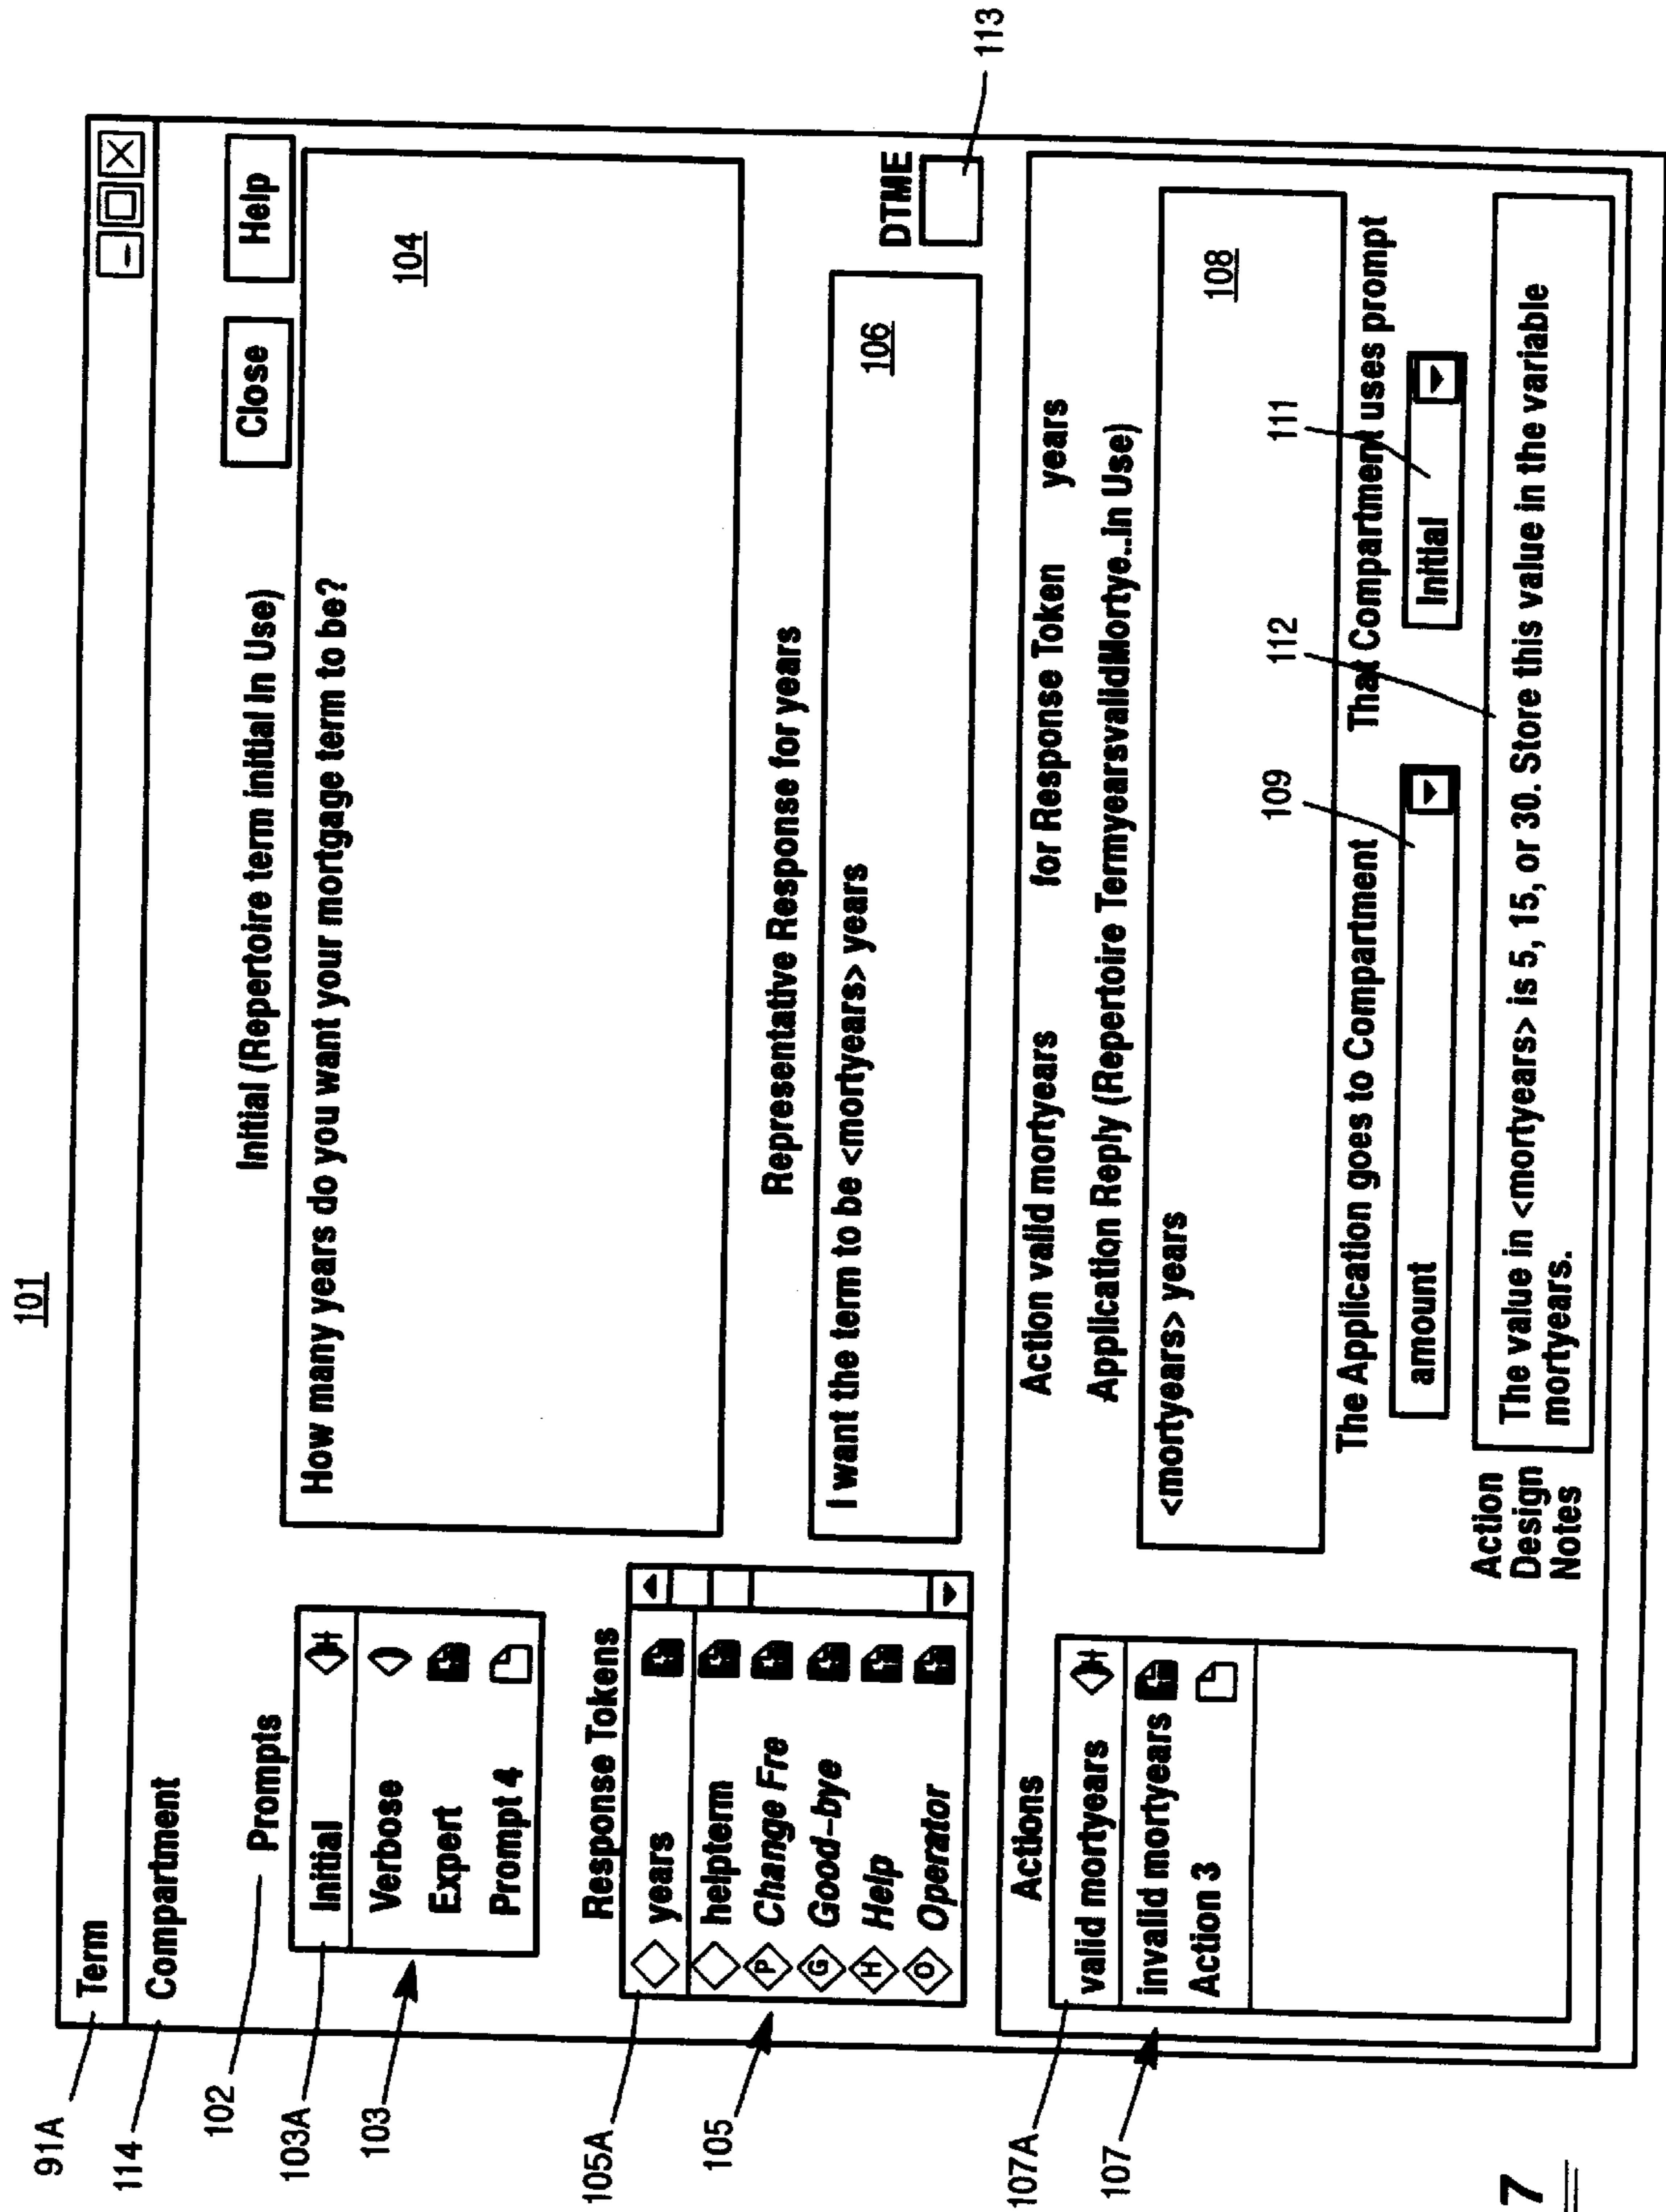 101
91A
Term
114
Compartment
Close
Help
102
Prompts
Initial (Repertoire term initial In Use)
103A
Initial
H
How many years do you want your mortgage term to be?
104
Verbose
103
Expert
Prompt 4
Response Tokens
Representative Response for years
DTME
105A
years
I want the term to be <mortyears> years
106
113
helpterm
105
P Change Fre
G Good-bye
H Help
O Operator
Actions
Action valid mortyears
for Response Token
years
107A
valid mortyears
H
Application Reply (Repertoire TermyearsvalidMortye..in Use)
107
invalid mortyears
<mortyears> years
108
Action 3
The Application goes to Compartment
109
That Compartment uses prompt
112
111
amount
Initial
Action
Design
Notes
The value in <mortyears> is 5, 15, or 30. Store this value in the variable
mortyears.
7